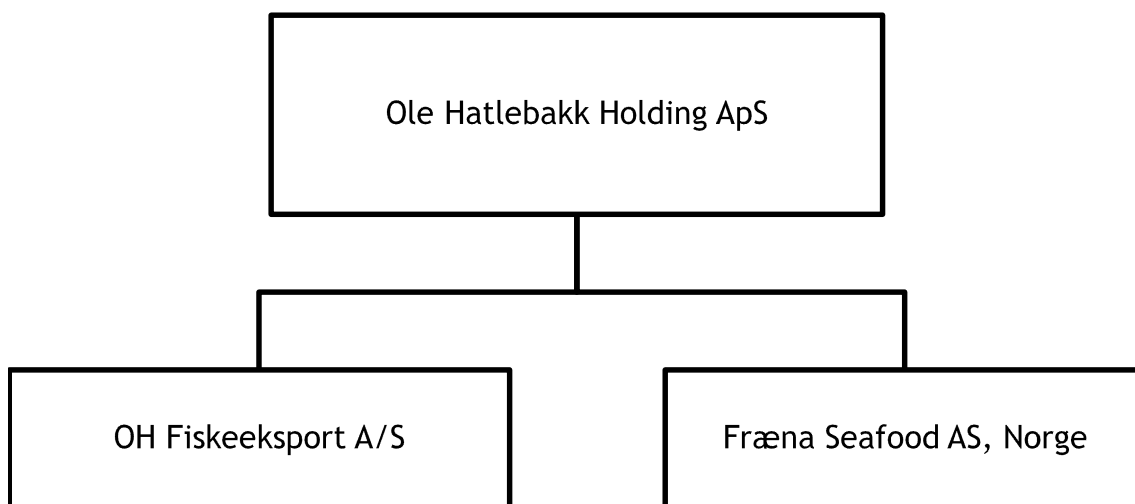 Ole Hatlebakk Holding ApS
OH Fiskeeksport A/S
Fræna Seafood AS, Norge